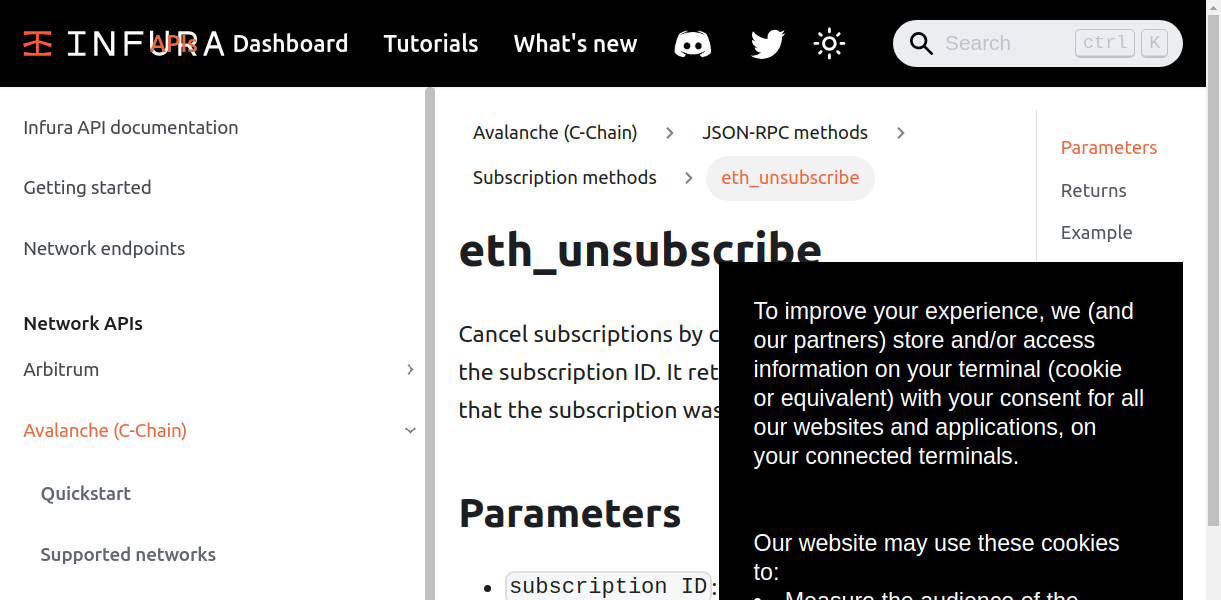 INFURA APIs Dashboard Tutorials What's new Search ctrl K
Infura API documentation
Getting started
Network endpoints
Network APIs
Arbitrum
Avalanche (C-Chain)
Quickstart
Supported networks
Avalanche (C-Chain) JSON-RPC methods
Subscription methods eth_unsubscribe
eth_unsubscribe
Cancel subscriptions by c
the subscription ID. It ret
that the subscription was
Parameters
subscription ID:
Parameters
Returns
Example
To improve your experience, we (and
our partners) store and/or access
information on your terminal (cookie
or equivalent) with your consent for all
our websites and applications, on
your connected terminals.
Our website may use these cookies
to:
Measure the audience of the